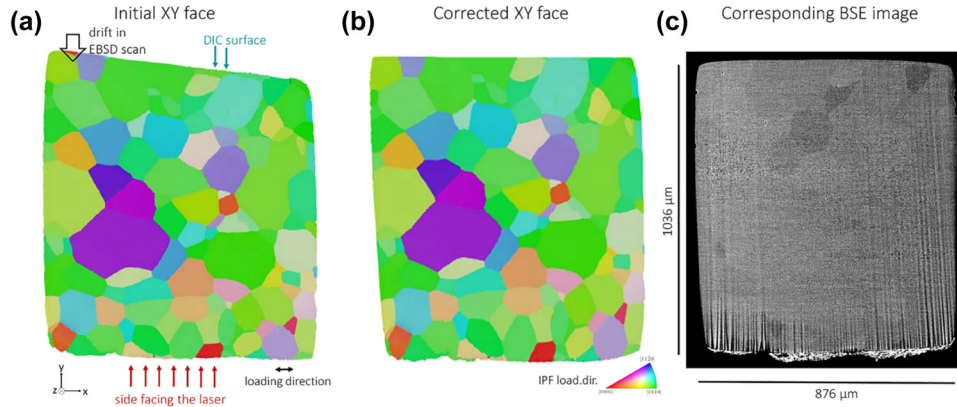 (a)
Initial XY face
(b)
Corrected XY face
(c)
Corresponding BSE image
drift in
EBSD scan
DIC surface
1036 µm
y
z
x
side facing the laser
loading direction
IPF load.dir.
[0001]
876 µm